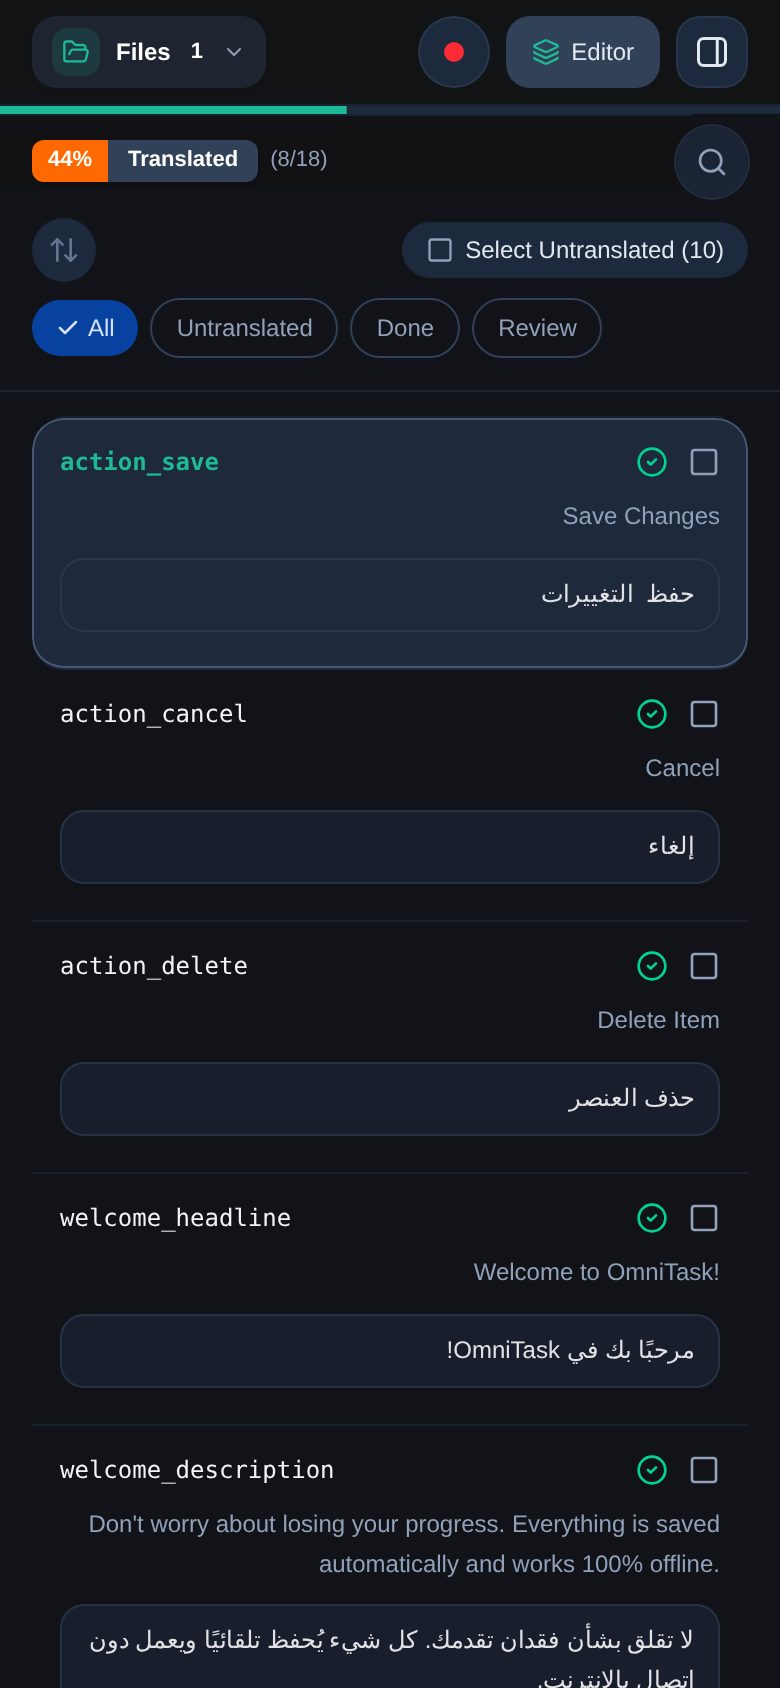 Files 1
Editor
44% Translated (8/18)
Select Untranslated (10)
All Untranslated Done Review
action_save
Save Changes
حفظ  التغييرات
action_cancel
Cancel
إلغاء
action_delete
Delete Item
حذف العنصر
welcome_headline
Welcome to OmniTask!
مرحبًا بك في OmniTask!
welcome_description
Don't worry about losing your progress. Everything is saved
automatically and works 100% offline.
لا تقلق بشأن فقدان تقدمك. كل شيء يُحفظ تلقائيًا ويعمل دون
اتصال بالإنترنت.